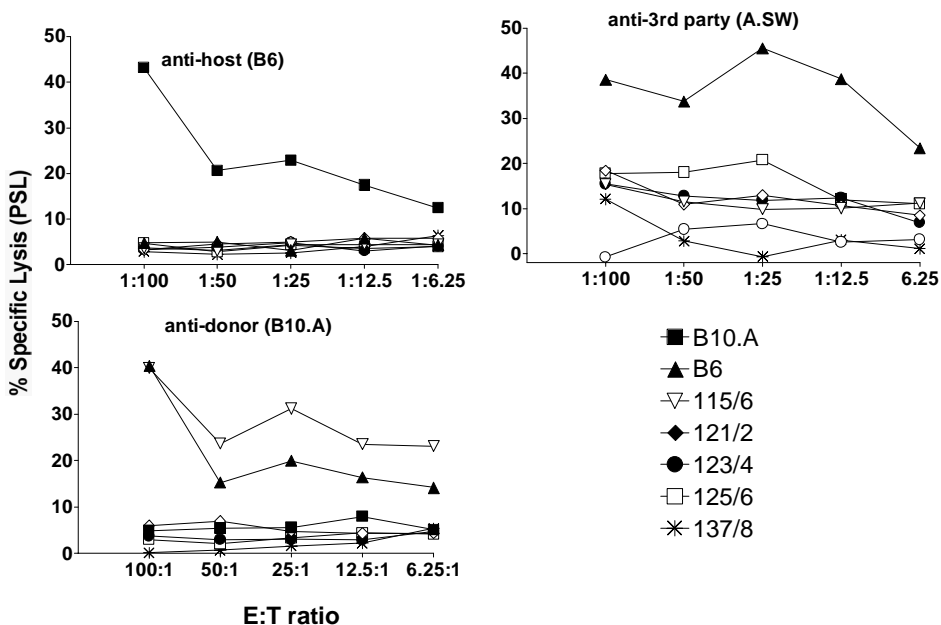 anti-3rd party (A.SW)
50
40
30
20
10
0
1:100 1:50 1:25 1:12.5 6.25
anti-host (B6)
50
40
30
20
10
0
1:100 1:50 1:25 1:12.5 1:6.25
% Specific Lysis (PSL)
anti-donor (B10.A)
50
40
30
20
10
0
100:1 50:1 25:1 12.5:1 6.25:1
E:T ratio
B10.A
B6
115/6
121/2
123/4
125/6
137/8